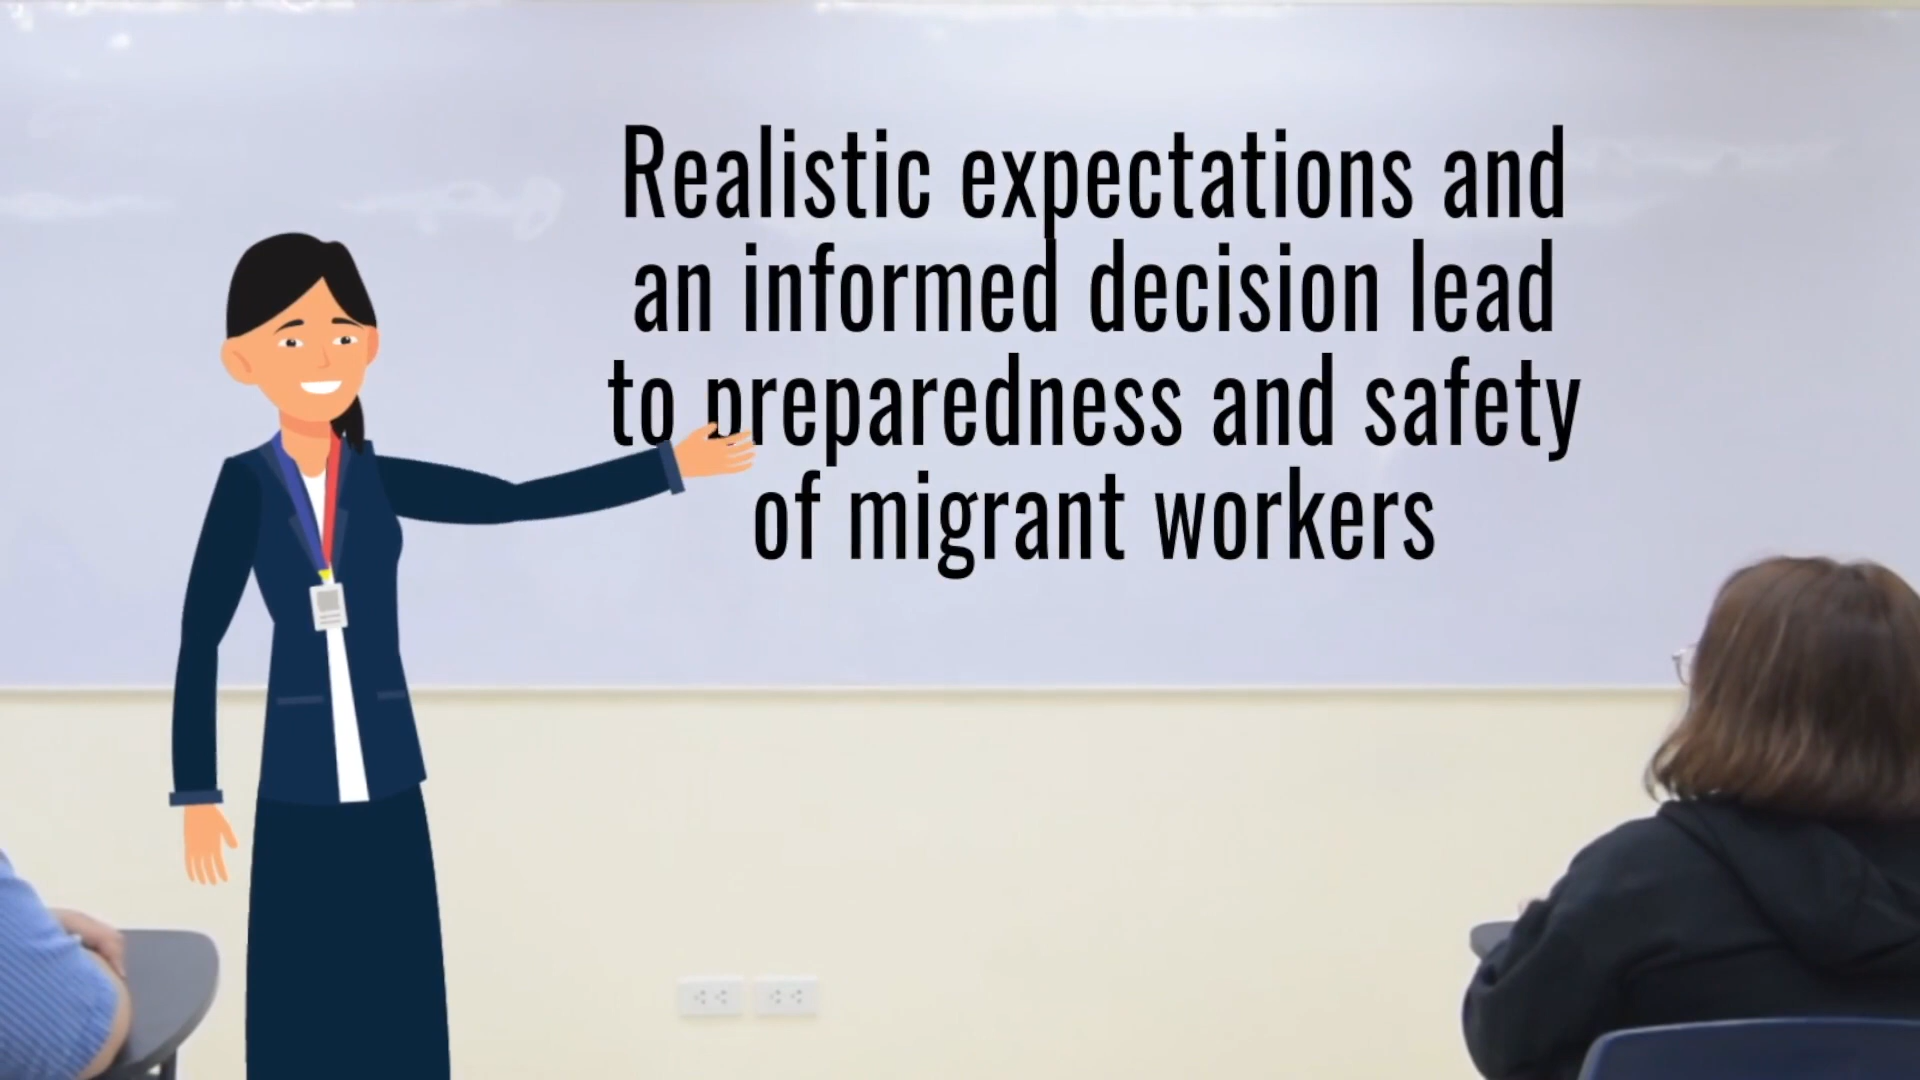 Realistic expectations and
an informed decision lead
to preparedness and safety
of migrant workers